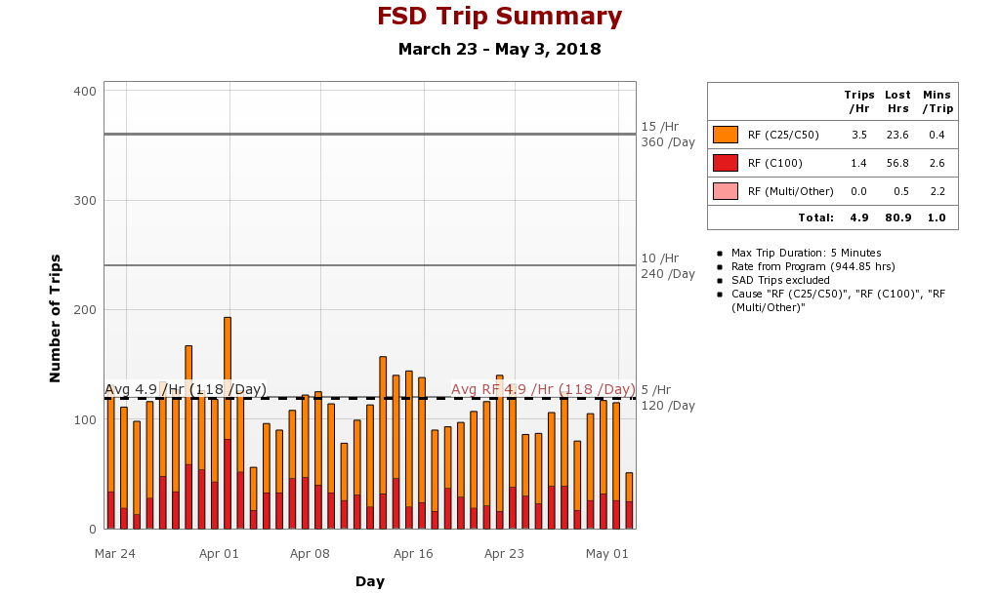 FSD Trip Summary
March 23 - May 3, 2018
Number of Trips
400
300
200
100
0
15 /Hr
360 /Day
10 /Hr
240 /Day
5 /Hr
120 /Day
Avg 4.9 /Hr (118 /Day)
Avg RF 4.9 /Hr (118 /Day)
Mar 24
Apr 01
Apr 08
Apr 16
Apr 23
May 01
Day
Trips /Hr Lost Hrs Mins /Trip
RF (C25/C50) 3.5 23.6 0.4
RF (C100) 1.4 56.8 2.6
RF (Multi/Other) 0.0 0.5 2.2
Total: 4.9 80.9 1.0
Max Trip Duration: 5 Minutes
Rate from Program (944.85 hrs)
SAD Trips excluded
Cause "RF (C25/C50)", "RF (C100)", "RF
(Multi/Other)"